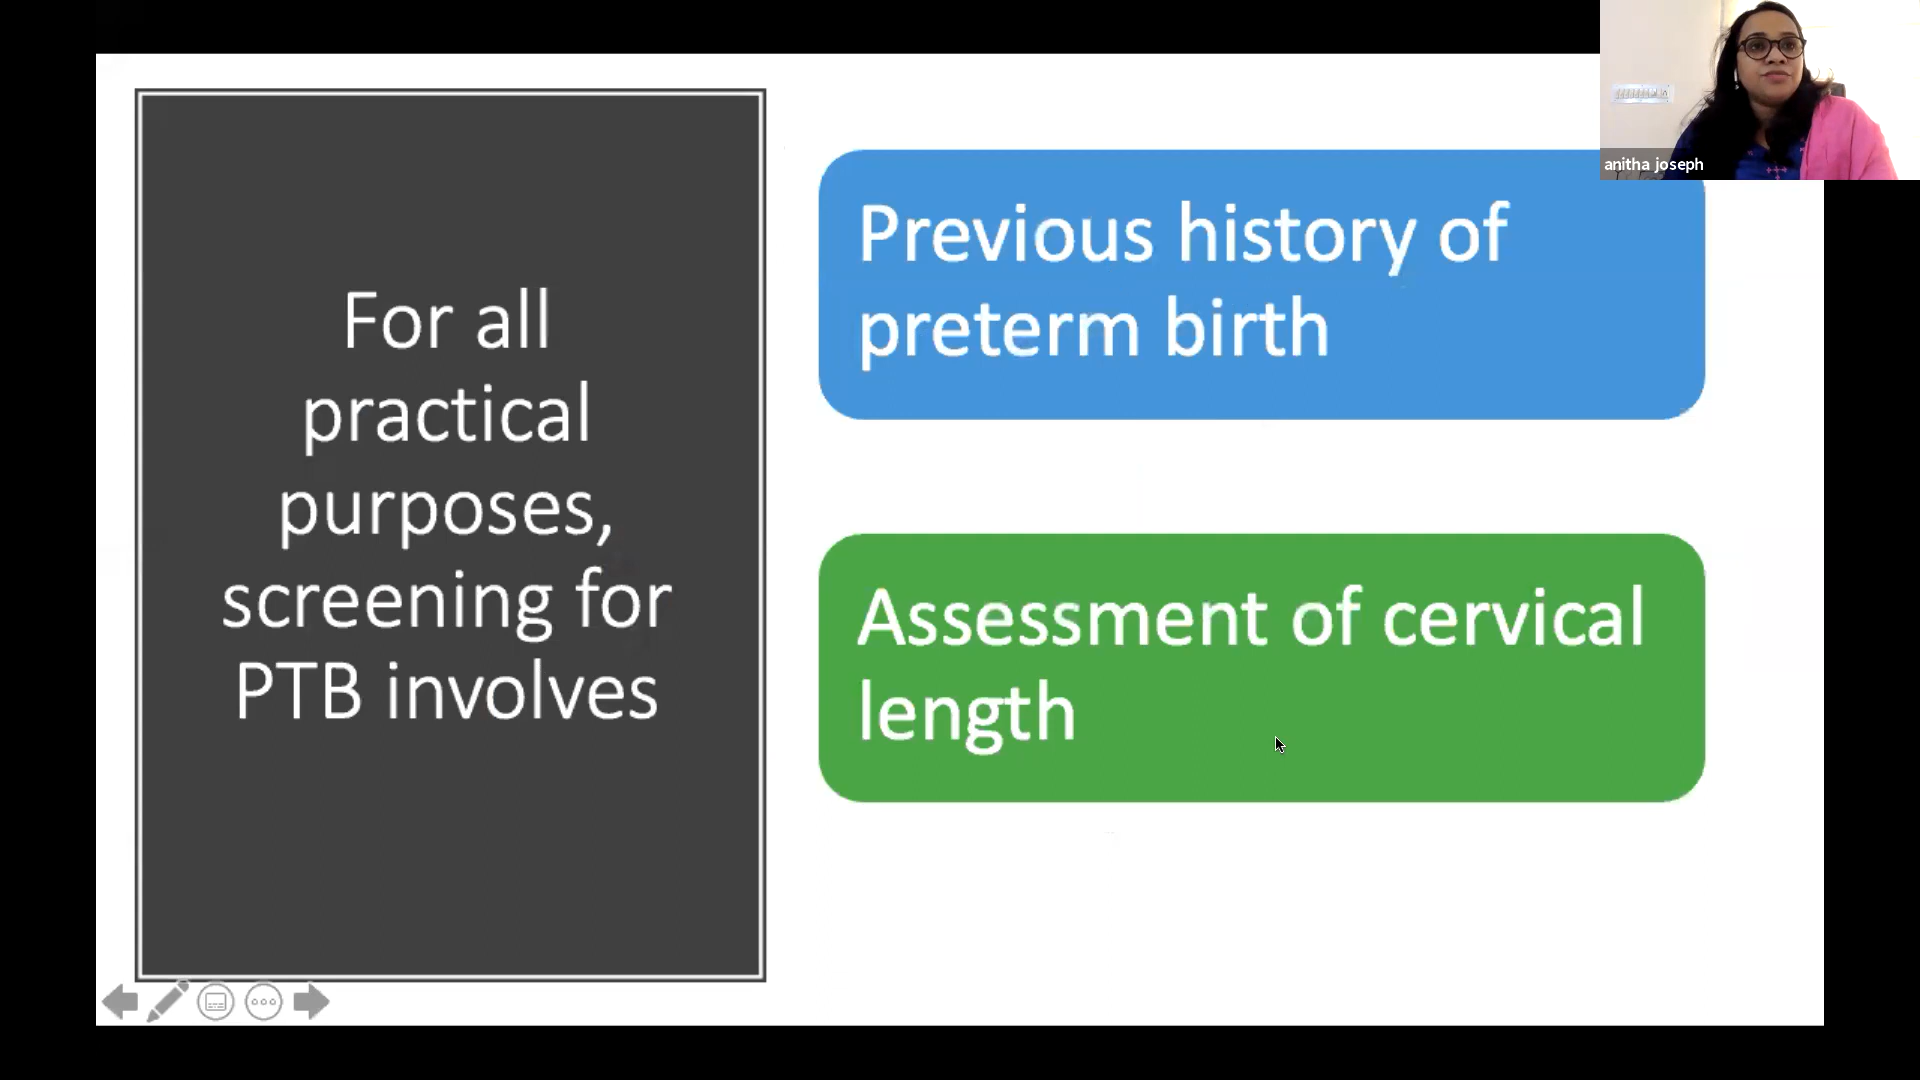 For all
practical
purposes,
screening for
PTB involves
Previous history of
preterm birth
Assessment of cervical
length
anitha joseph